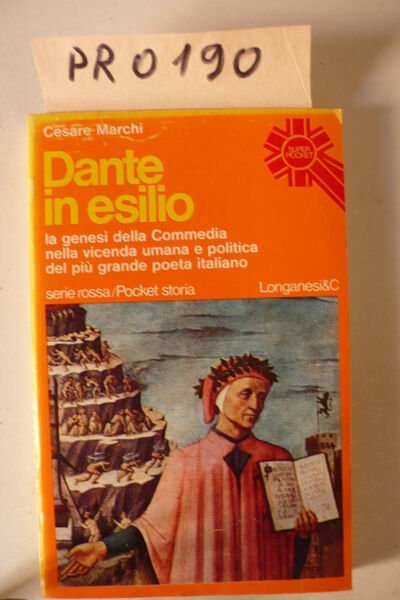 PRO190
Cesare Marchi
SUPER
POCKET
Dante
in esilio
la genesi della Commedia
nella vicenda umana e politica
del più grande poeta italiano
serie rossa/Pocket storia
Longanesi&C